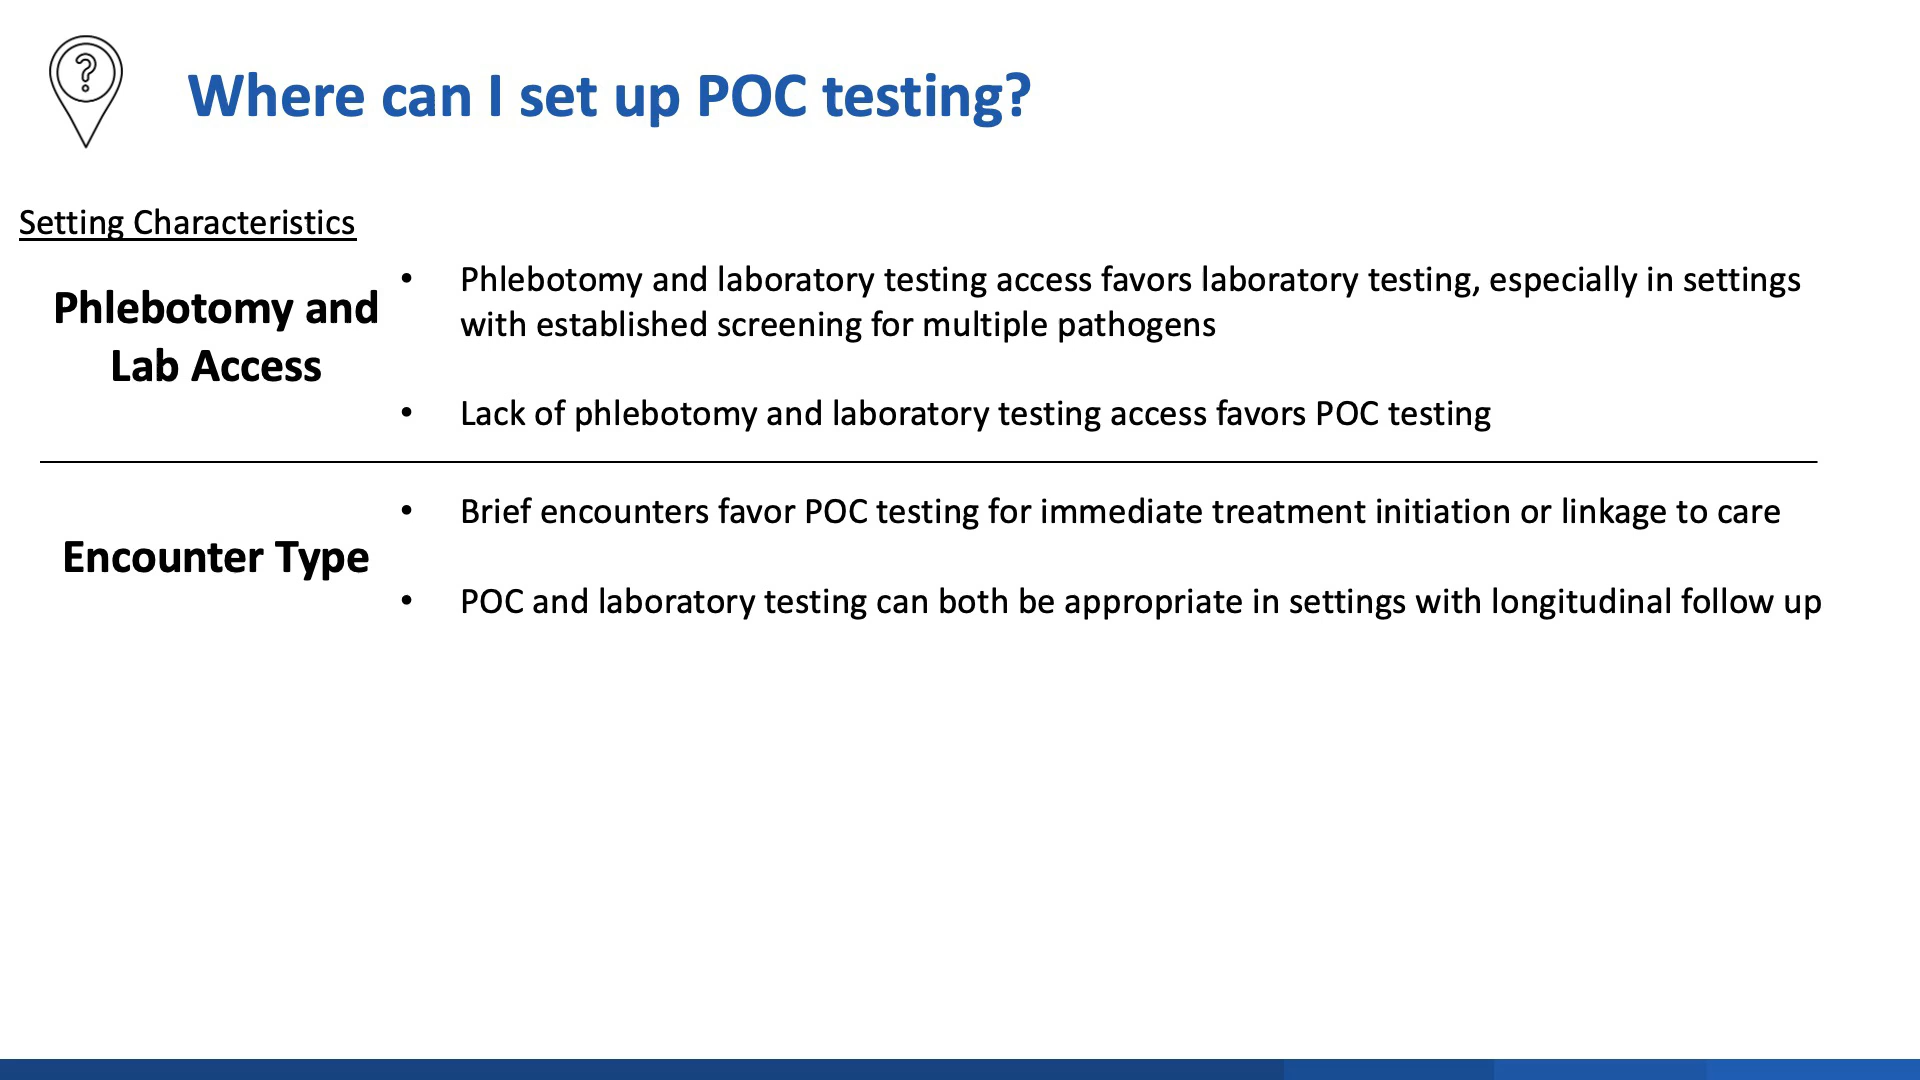 ?
Where can I set up POC testing?
Setting Characteristics
Phlebotomy and
Lab Access
• Phlebotomy and laboratory testing access favors laboratory testing, especially in settings
with established screening for multiple pathogens
• Lack of phlebotomy and laboratory testing access favors POC testing
Encounter Type
• Brief encounters favor POC testing for immediate treatment initiation or linkage to care
• POC and laboratory testing can both be appropriate in settings with longitudinal follow up